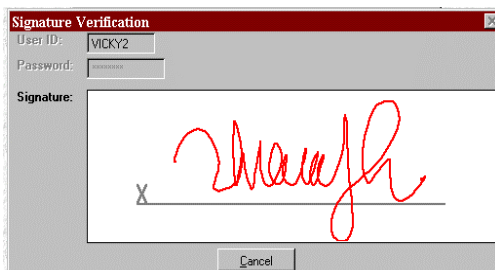 Signature Verification
User ID: VICKY2
Password: ********
Signature:
X
Cancel